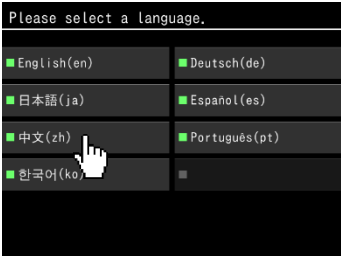 Please select a language.
English(en)
Deutsch(de)
日本語(ja)
Español(es)
中文(zh)
Português(pt)
한국어(ko)